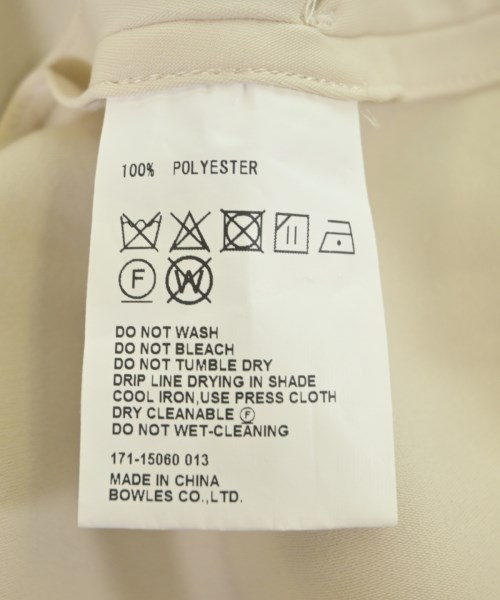 100% POLYESTER
F W
DO NOT WASH
DO NOT BLEACH
DO NOT TUMBLE DRY
DRIP LINE DRYING IN SHADE
COOL IRON,USE PRESS CLOTH
DRY CLEANABLE Ⓕ
DO NOT WET-CLEANING
171-15060 013
MADE IN CHINA
BOWLES CO.,LTD.